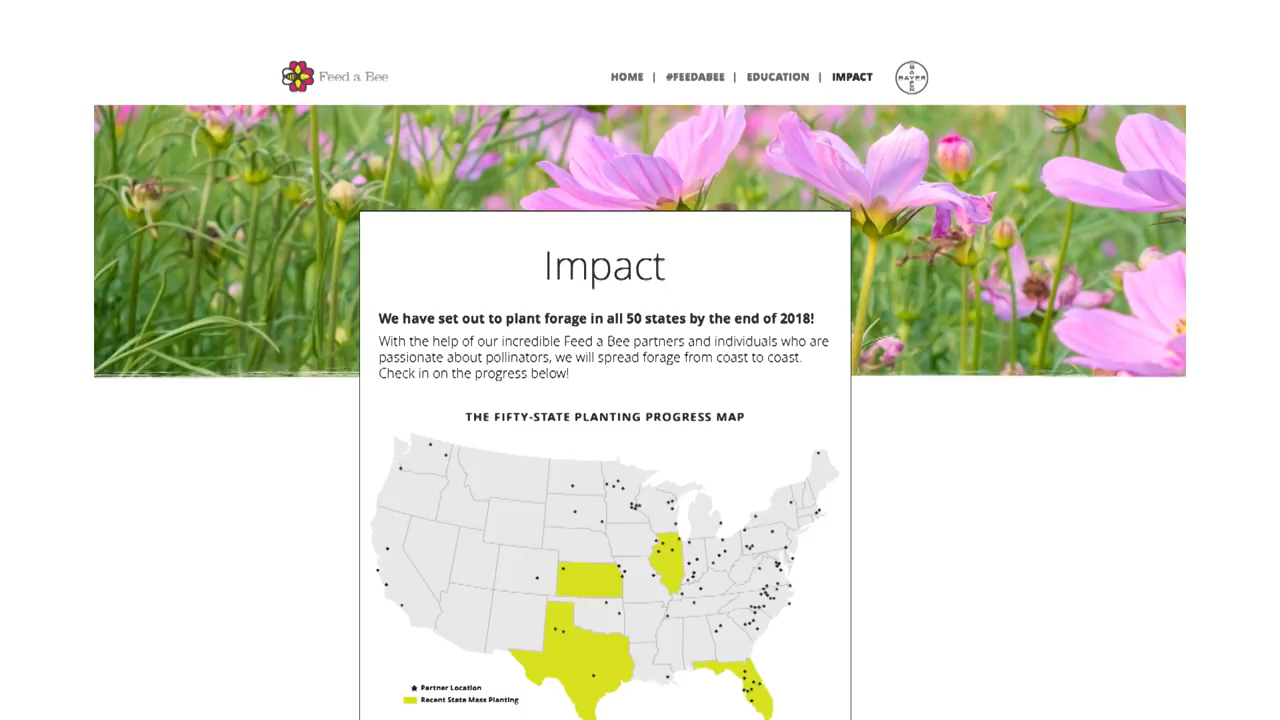 Feed a Bee
HOME | #FEEDABEE | EDUCATION | IMPACT
BAYER
BAYER
Impact
We have set out to plant forage in all 50 states by the end of 2018!
With the help of our incredible Feed a Bee partners and individuals who are
passionate about pollinators, we will spread forage from coast to coast.
Check in on the progress below!
THE FIFTY-STATE PLANTING PROGRESS MAP
Partner Location
Recent State Mass Planting